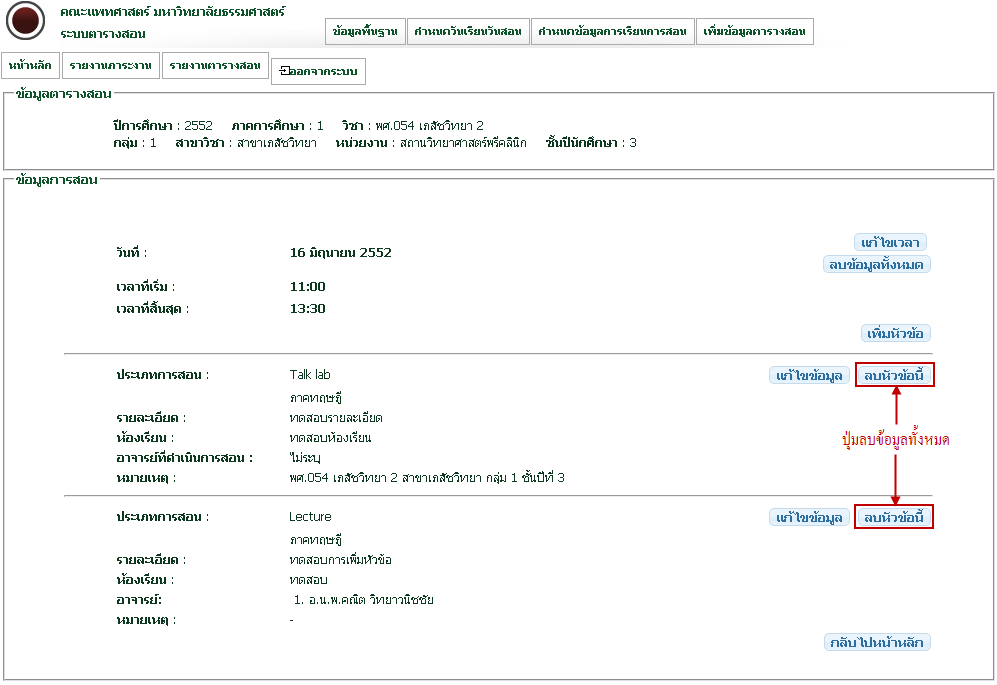 คณะแพทศาสตร์ มหาวิทยาลัยธรรมศาสตร์
ระบบตารางสอน
ข้อมูลพื้นฐาน กำหนดวันเรียนวันสอน กำหนดข้อมูลการเรียนการสอน เพิ่มข้อมูลตารางสอน
หน้าหลัก รายงานภาระงาน รายงานตารางสอน ออกจากระบบ
ข้อมูลตารางสอน
ปีการศึกษา : 2552 ภาคการศึกษา : 1 วิชา : พศ.054 เภสัชวิทยา 2
กลุ่ม : 1 สาขาวิชา : สาขาเภสัชวิทยา หน่วยงาน : สถานวิทยาศาสตร์พรีคลินิก ชั้นปีนักศึกษา : 3
ข้อมูลการสอน
วันที่ : 16 มิถุนายน 2552 แก้ไขเวลา
ลบข้อมูลทั้งหมด
เวลาที่เริ่ม : 11:00
เวลาที่สิ้นสุด : 13:30
เพิ่มหัวข้อ
ประเภทการสอน : Talk lab แก้ไขข้อมูล ลบหัวข้อนี้
ภาคทฤษฎี
รายละเอียด : ทดสอบรายละเอียด
ห้องเรียน : ทดสอบห้องเรียน
ปุ่มลบข้อมูลทั้งหมด
อาจารย์ที่ดำเนินการสอน : ไม่ระบุ
หมายเหตุ : พศ.054 เภสัชวิทยา 2 สาขาเภสัชวิทยา กลุ่ม 1 ชั้นปีที่ 3
ประเภทการสอน : Lecture แก้ไขข้อมูล ลบหัวข้อนี้
ภาคทฤษฎี
รายละเอียด : ทดสอบการเพิ่มหัวข้อ
ห้องเรียน : ทดสอบ
อาจารย์: 1. อ.น.พ.คณิต วิทยาวนิชชัย
หมายเหตุ : -
กลับไปหน้าหลัก